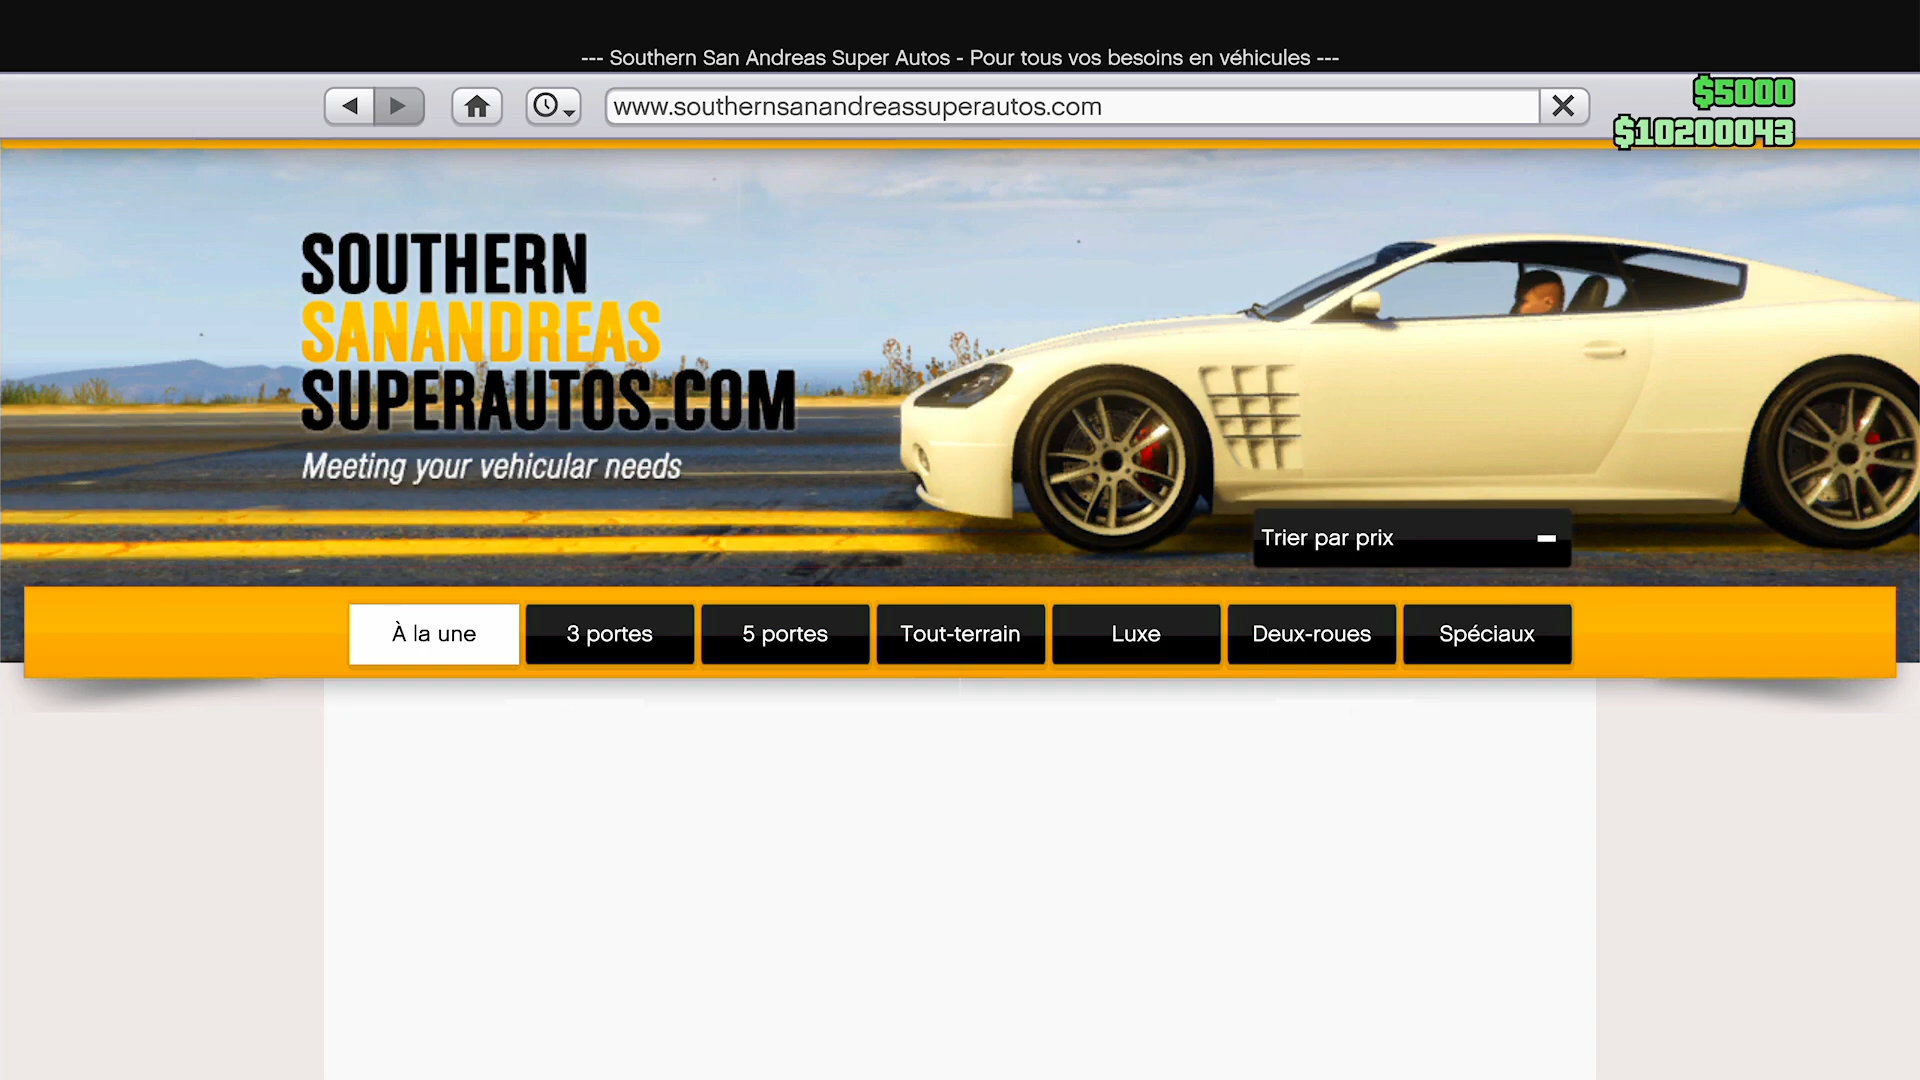 --- Southern San Andreas Super Autos - Pour tous vos besoins en véhicules ---
www.southernsanandreassuperautos.com
$5000
$10200043
SOUTHERN
SANANDREAS
SUPERAUTOS.COM
Meeting your vehicular needs
Trier par prix
À la une 3 portes 5 portes Tout-terrain Luxe Deux-roues Spéciaux